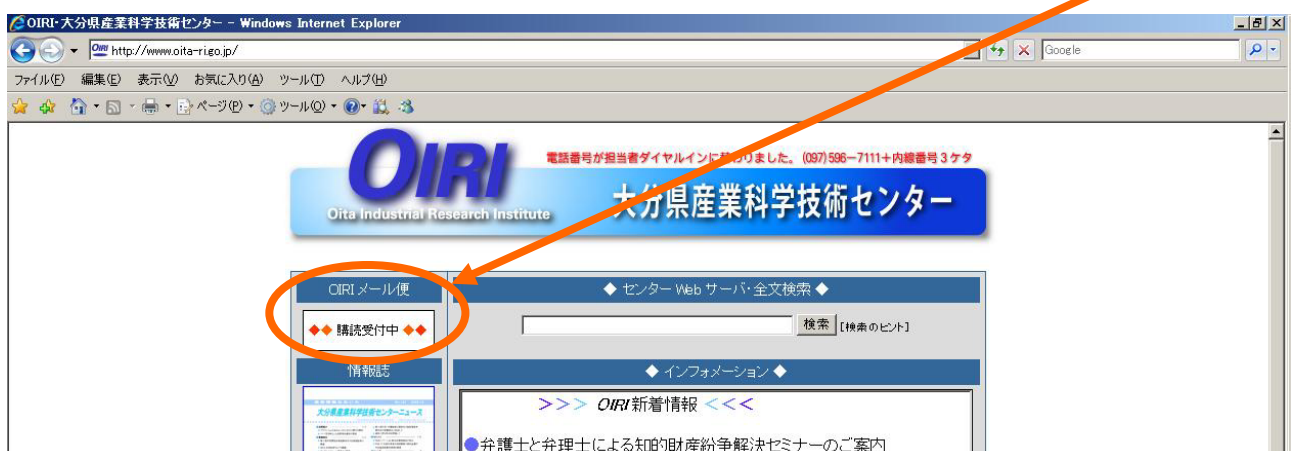 OIRI・大分県産業科学技術センター - Windows Internet Explorer
http://www.oita-ri.go.jp/
Google
ファイル(F) 編集(E) 表示(V) お気に入り(A) ツール(T) ヘルプ(H)
ページ(P) ツール(O)
OIRI
電話番号が担当者ダイヤルインに替わりました。(097)596-7111+内線番号3ケタ
大分県産業科学技術センター
Oita Industrial Research Institute
OIRIメール便
◆ センター Web サーバ・全文検索 ◆
◆◆ 購読受付中 ◆◆
検索 [検索のヒント]
情報誌
◆ インフォメーション ◆
大分県産業科学技術センターニュース
>>> OIRI新着情報 <<<
●弁護士と弁理士による知的財産紛争解決セミナーのご案内